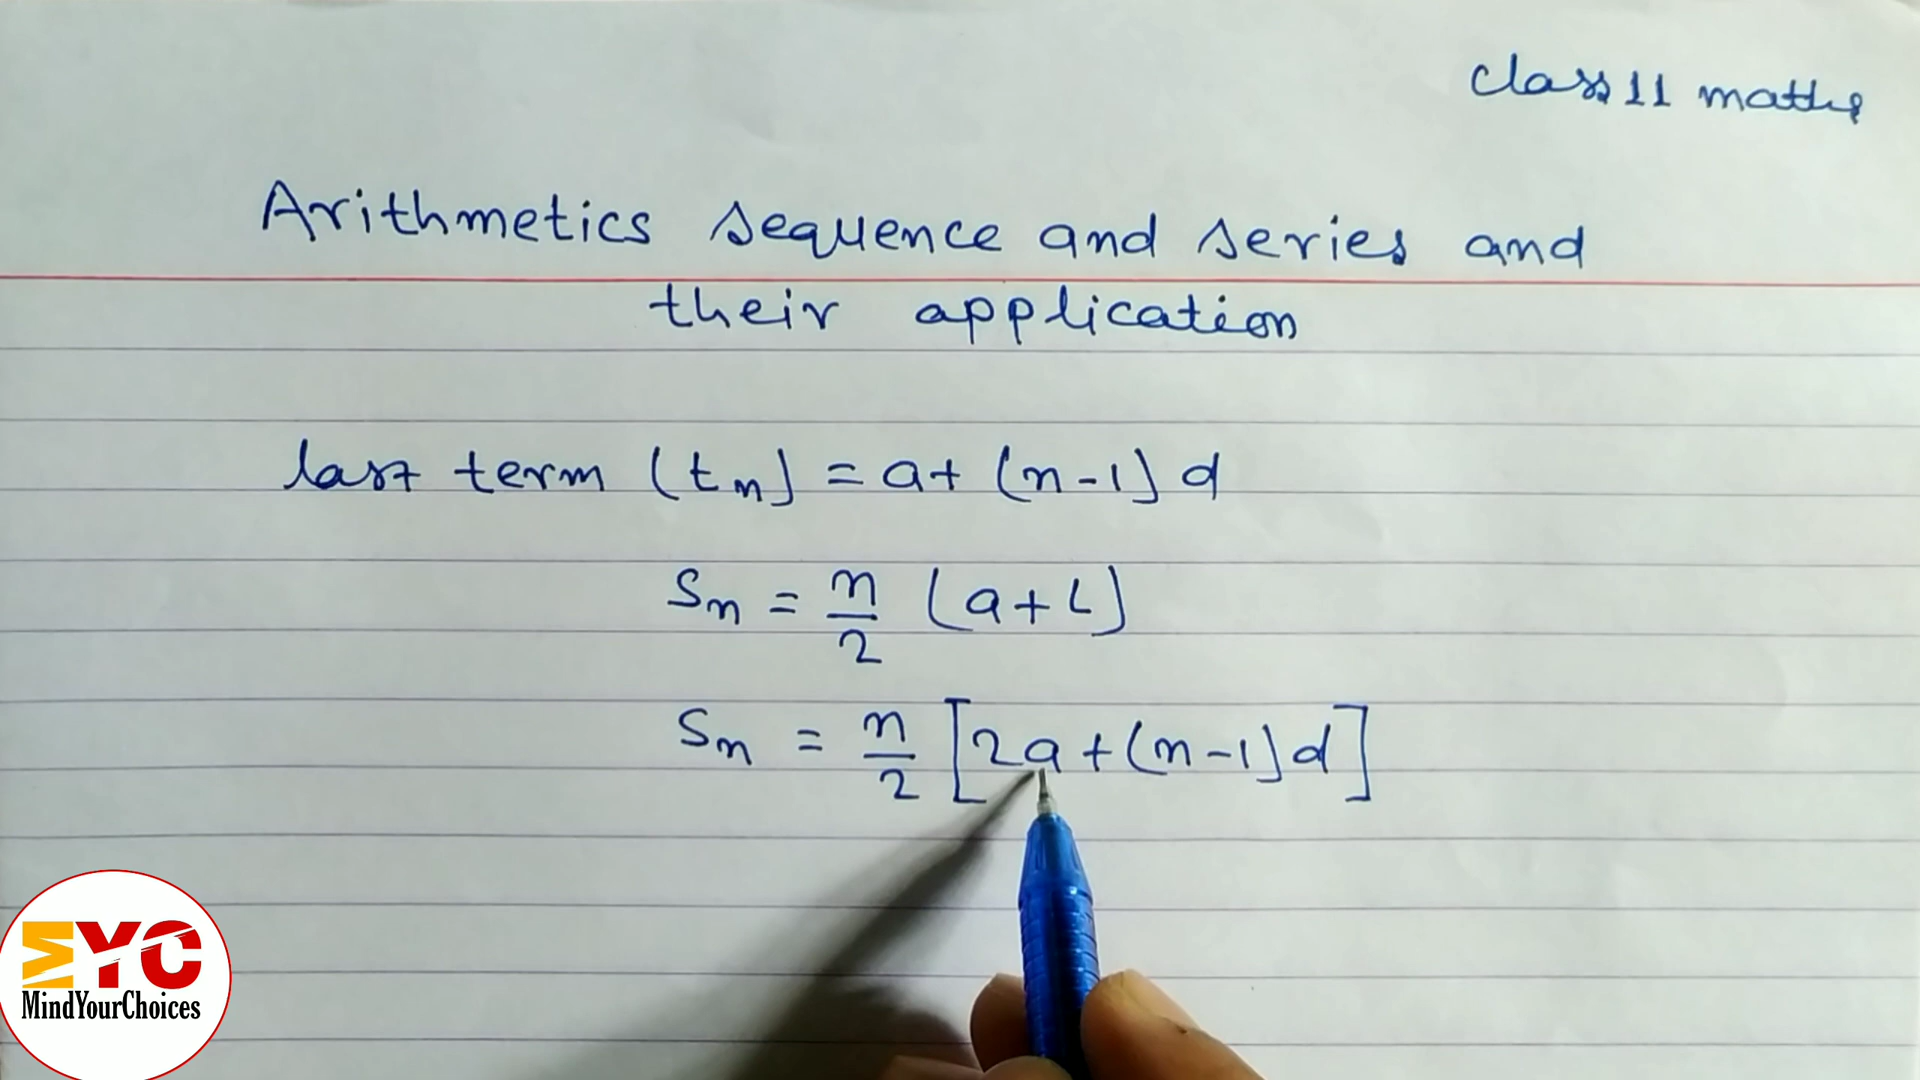 class 11 maths
Arithmetics sequence and series and
their application
last term (tn) = a + (n-1) d
Sn = n/2 (a + L)
Sn = n/2 [2a + (n-1) d]
MYC
MindYourChoices